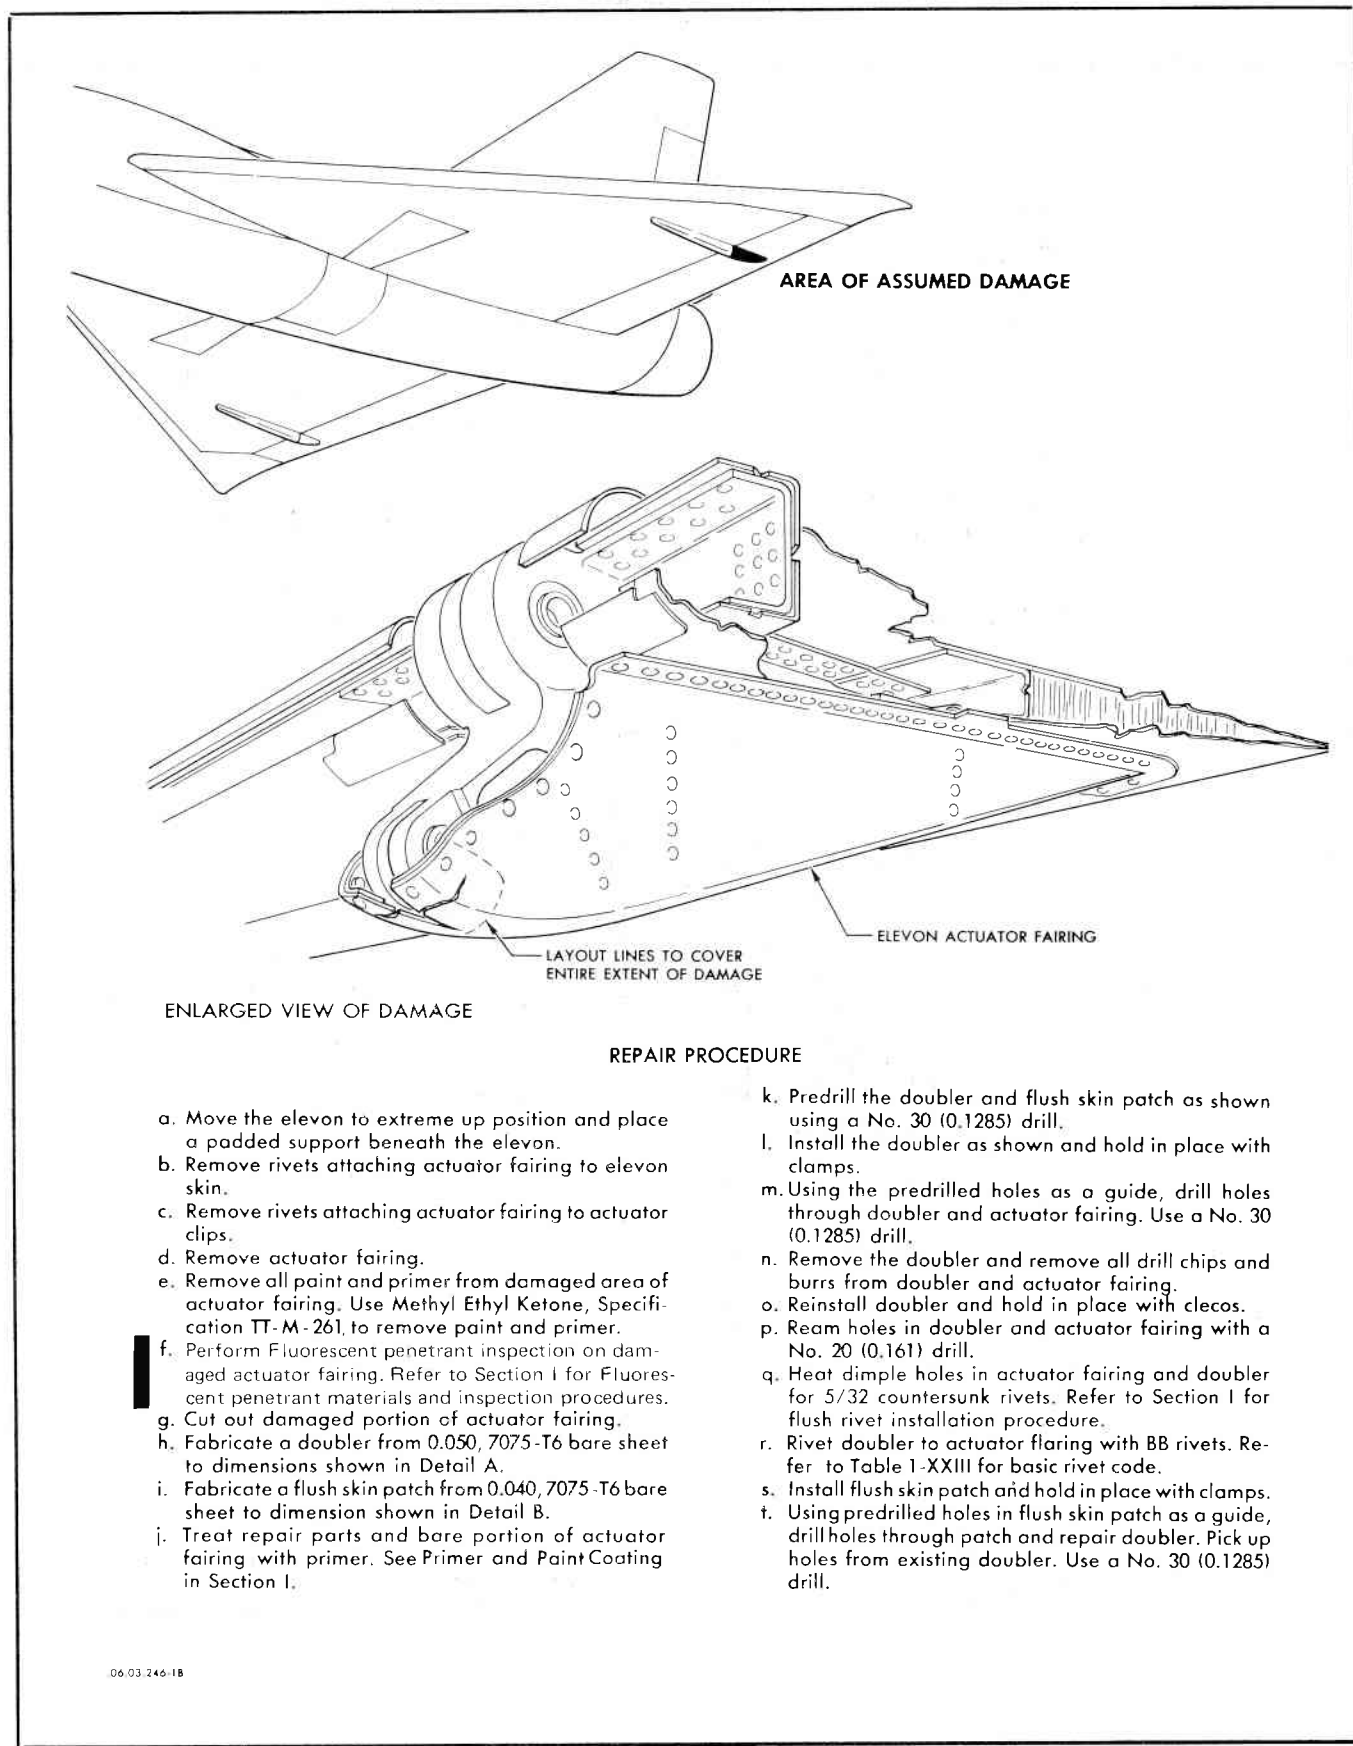 AREA OF ASSUMED DAMAGE
ELEVON ACTUATOR FAIRING
LAYOUT LINES TO COVER
ENTIRE EXTENT OF DAMAGE
ENLARGED VIEW OF DAMAGE
REPAIR PROCEDURE
a. Move the elevon to extreme up position and place
a padded support beneath the elevon.
b. Remove rivets attaching actuator fairing to elevon
skin.
c. Remove rivets attaching actuator fairing to actuator
clips.
d. Remove actuator fairing.
e. Remove all paint and primer from damaged area of
actuator fairing. Use Methyl Ethyl Ketone, Specifi-
cation TT-M-261, to remove paint and primer.
f. Perform Fluorescent penetrant inspection on dam-
aged actuator fairing. Refer to Section I for Fluores-
cent penetrant materials and inspection procedures.
g. Cut out damaged portion of actuator fairing.
h. Fabricate a doubler from 0.050, 7075-T6 bare sheet
to dimensions shown in Detail A.
i. Fabricate a flush skin patch from 0.040, 7075-T6 bare
sheet to dimension shown in Detail B.
j. Treat repair parts and bare portion of actuator
fairing with primer. See Primer and Paint Coating
in Section I.
k. Predrill the doubler and flush skin patch as shown
using a No. 30 (0.1285) drill.
l. Install the doubler as shown and hold in place with
clamps.
m. Using the predrilled holes as a guide, drill holes
through doubler and actuator fairing. Use a No. 30
(0.1285) drill.
n. Remove the doubler and remove all drill chips and
burrs from doubler and actuator fairing.
o. Reinstall doubler and hold in place with clecos.
p. Ream holes in doubler and actuator fairing with a
No. 20 (0.161) drill.
q. Heat dimple holes in actuator fairing and doubler
for 5/32 countersunk rivets. Refer to Section I for
flush rivet installation procedure.
r. Rivet doubler to actuator flaring with BB rivets. Re-
fer to Table 1-XXIII for basic rivet code.
s. Install flush skin patch and hold in place with clamps.
t. Using predrilled holes in flush skin patch as a guide,
drill holes through patch and repair doubler. Pick up
holes from existing doubler. Use a No. 30 (0.1285)
drill.
.06.03.246-1B